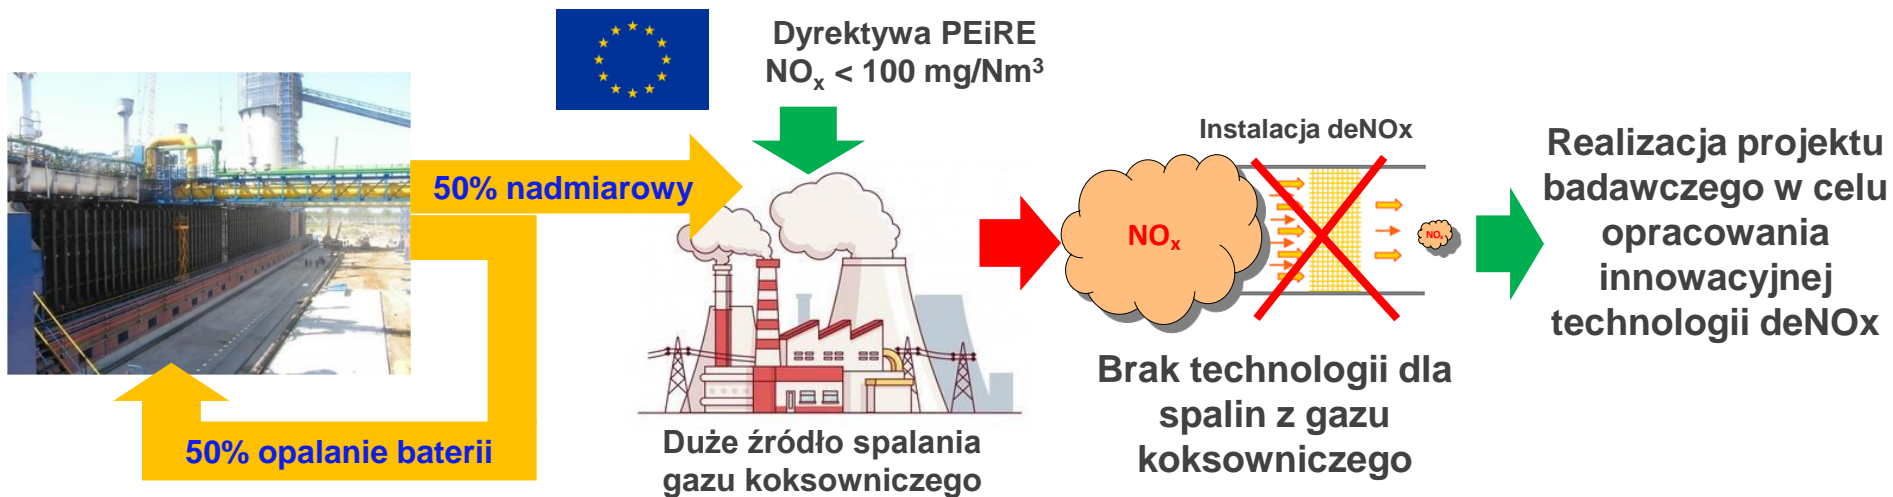 Dyrektywa PEiRE
NOx < 100 mg/Nm³
50% nadmiarowy
50% opalanie baterii
Duże źródło spalania
gazu koksowniczego
NOx
Instalacja deNOx
NOx
Brak technologii dla
spalin z gazu
koksowniczego
Realizacja projektu
badawczego w celu
opracowania
innowacyjnej
technologii deNOx